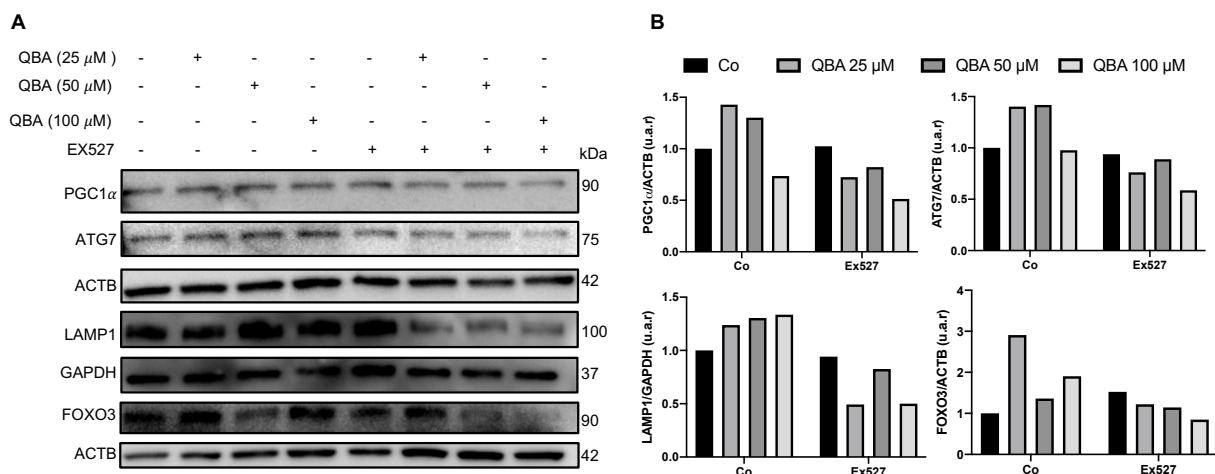 A
QBA (25 μM ) - + - - - + - -
QBA (50 μM) - - + - - - + -
QBA (100 μM) - - - + - - - +
EX527 - - - - + + + +
kDa
PGC1α 90
ATG7 75
ACTB 42
LAMP1 100
GAPDH 37
FOXO3 90
ACTB 42
B
Co QBA 25 μM QBA 50 μM QBA 100 μM
PGC1α/ACTB (u.a.r)
1.5
1.0
0.5
0.0
Co Ex527
ATG7/ACTB (u.a.r)
1.5
1.0
0.5
0.0
Co Ex527
LAMP1/GAPDH (u.a.r)
1.5
1.0
0.5
0.0
Co Ex527
FOXO3/ACTB (u.a.r)
4
3
2
1
0
Co Ex527